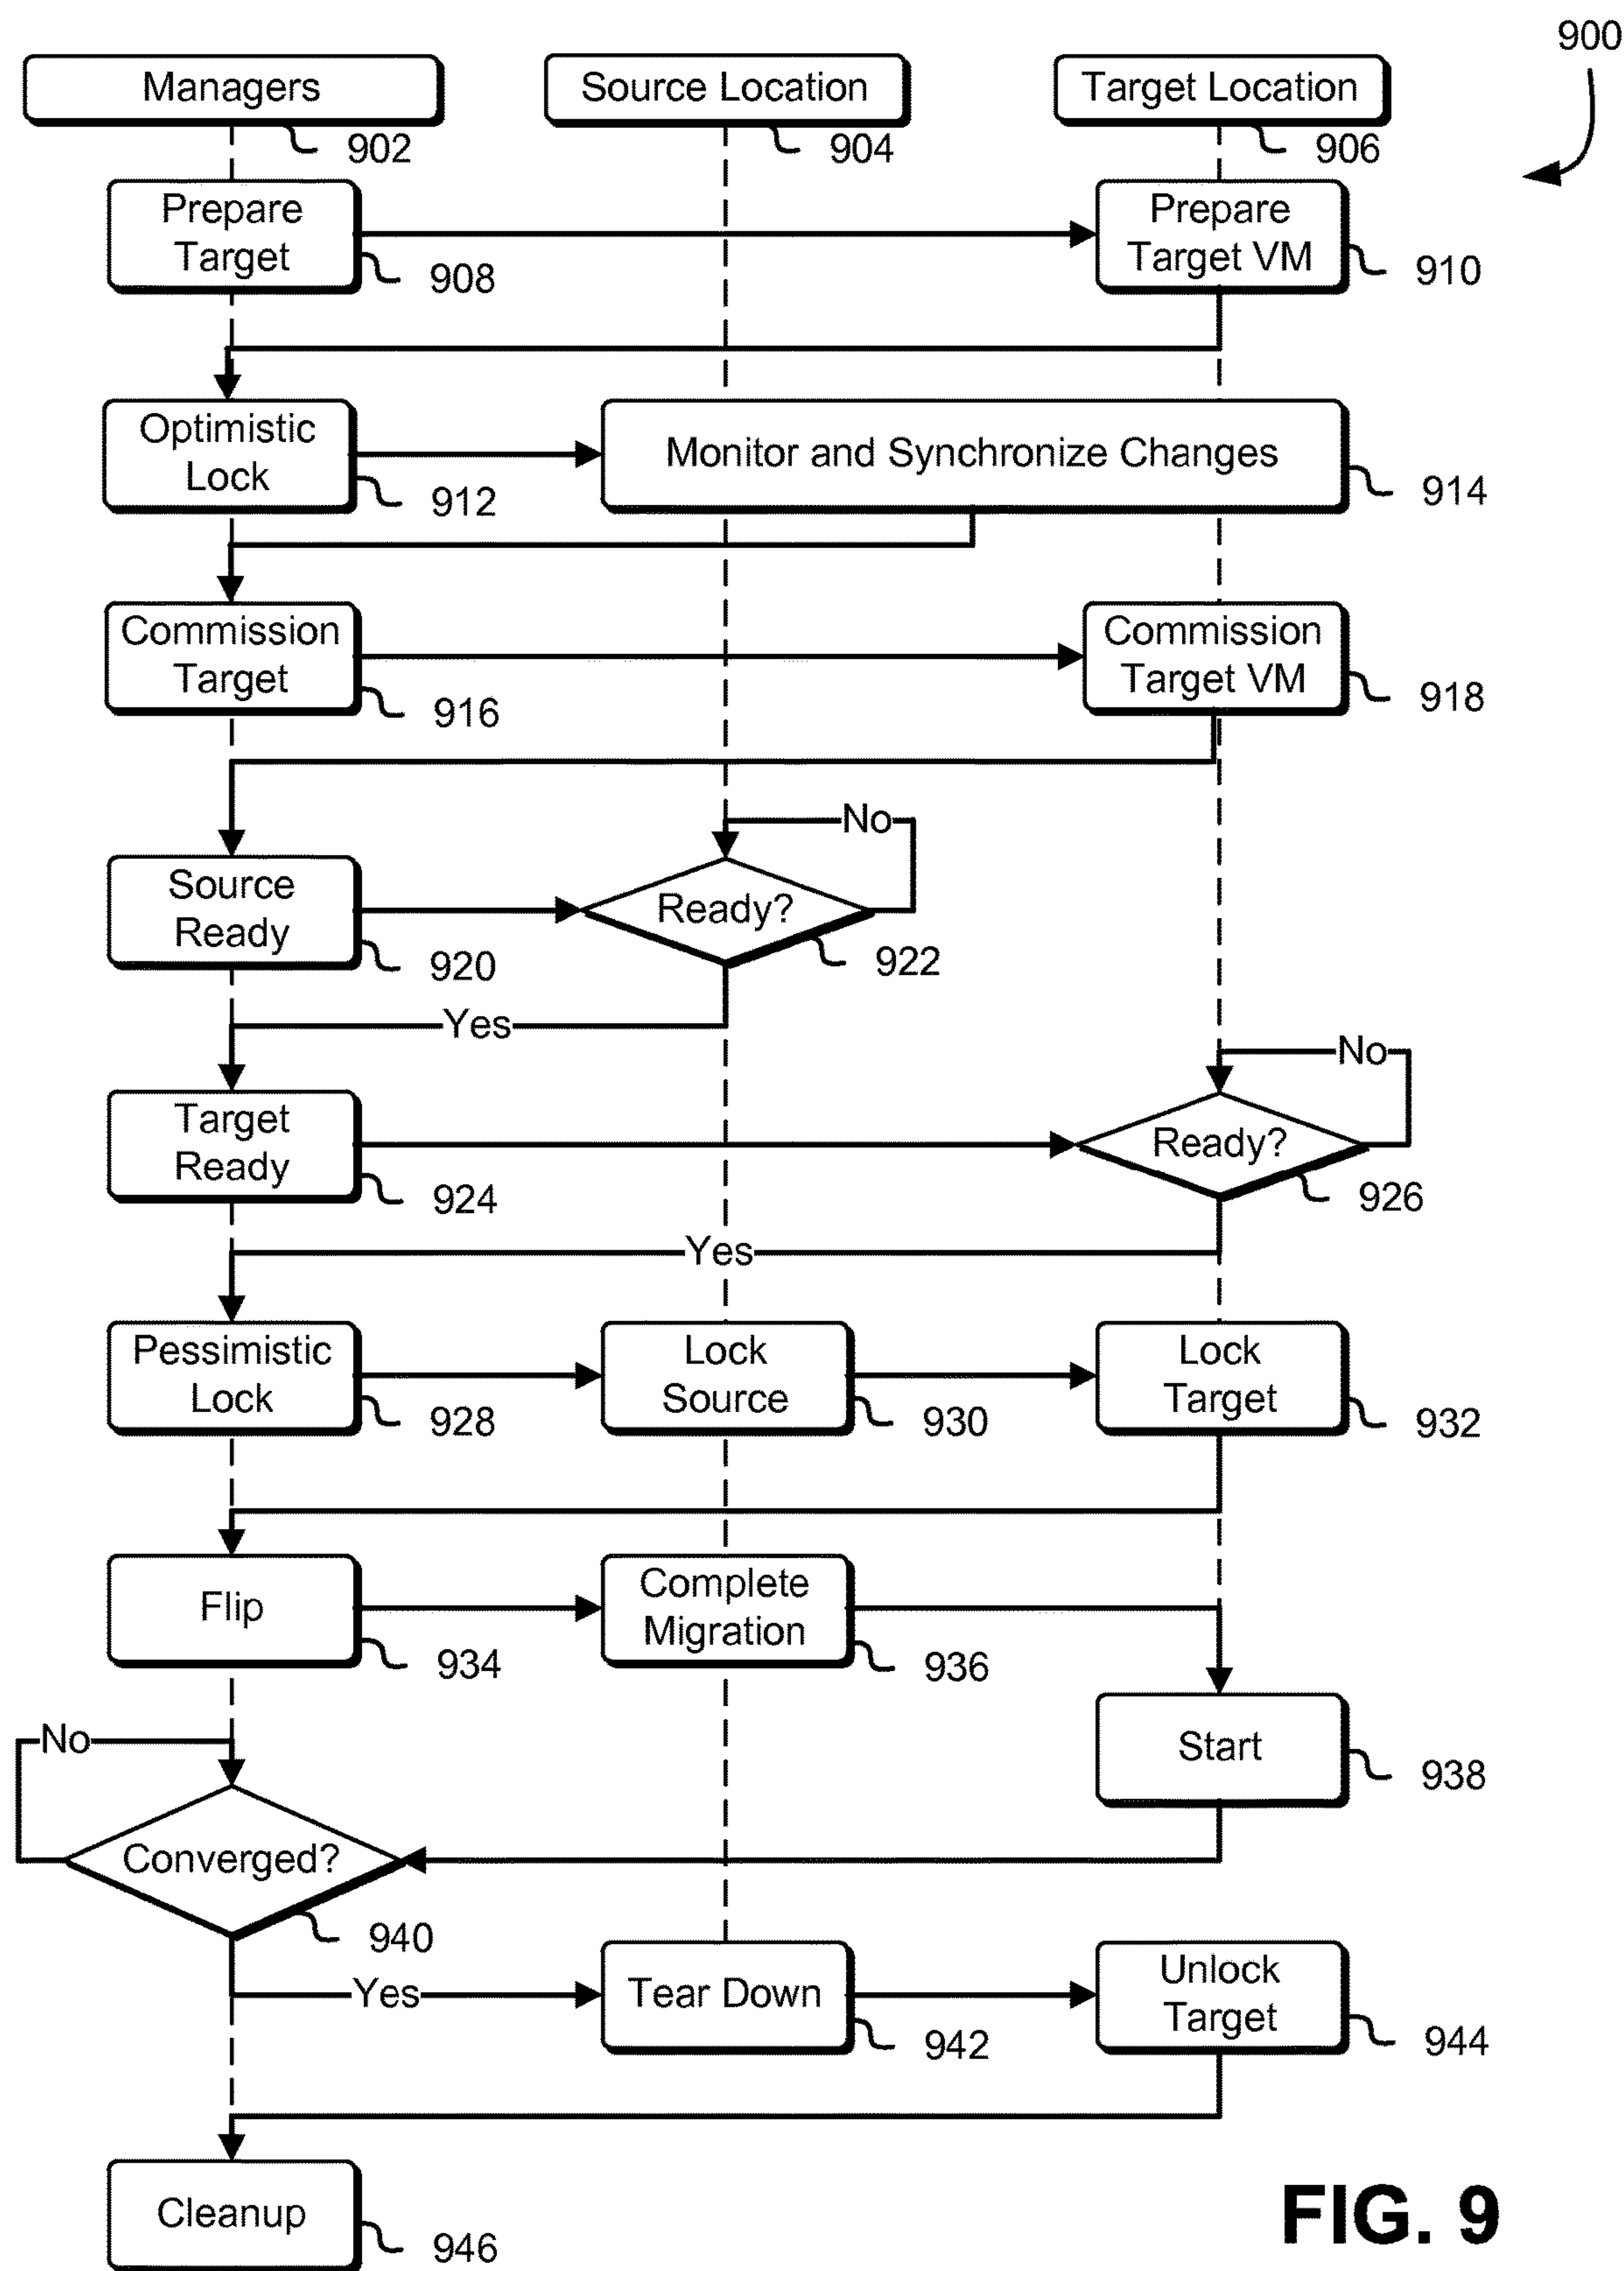 900
Managers
Source Location
Target Location
902
904
906
Prepare
Target
908
Prepare
Target VM
910
Optimistic
Lock
912
Monitor and Synchronize Changes
914
Commission
Target
916
Commission
Target VM
918
No
Source
Ready
920
Ready?
922
Yes
No
Target
Ready
924
Ready?
926
Yes
Pessimistic
Lock
928
Lock
Source
930
Lock
Target
932
Flip
934
Complete
Migration
936
Start
938
No
Converged?
940
Yes
Tear Down
942
Unlock
Target
944
Cleanup
946
FIG. 9